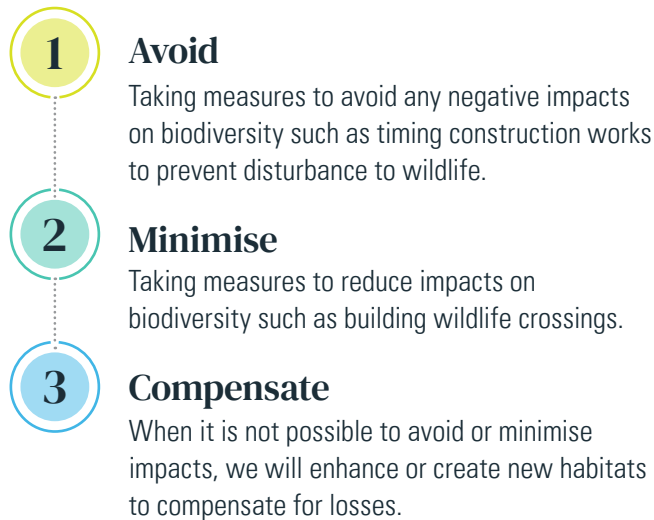 1
Avoid
Taking measures to avoid any negative impacts
on biodiversity such as timing construction works
to prevent disturbance to wildlife.
2
Minimise
Taking measures to reduce impacts on
biodiversity such as building wildlife crossings.
3
Compensate
When it is not possible to avoid or minimise
impacts, we will enhance or create new habitats
to compensate for losses.